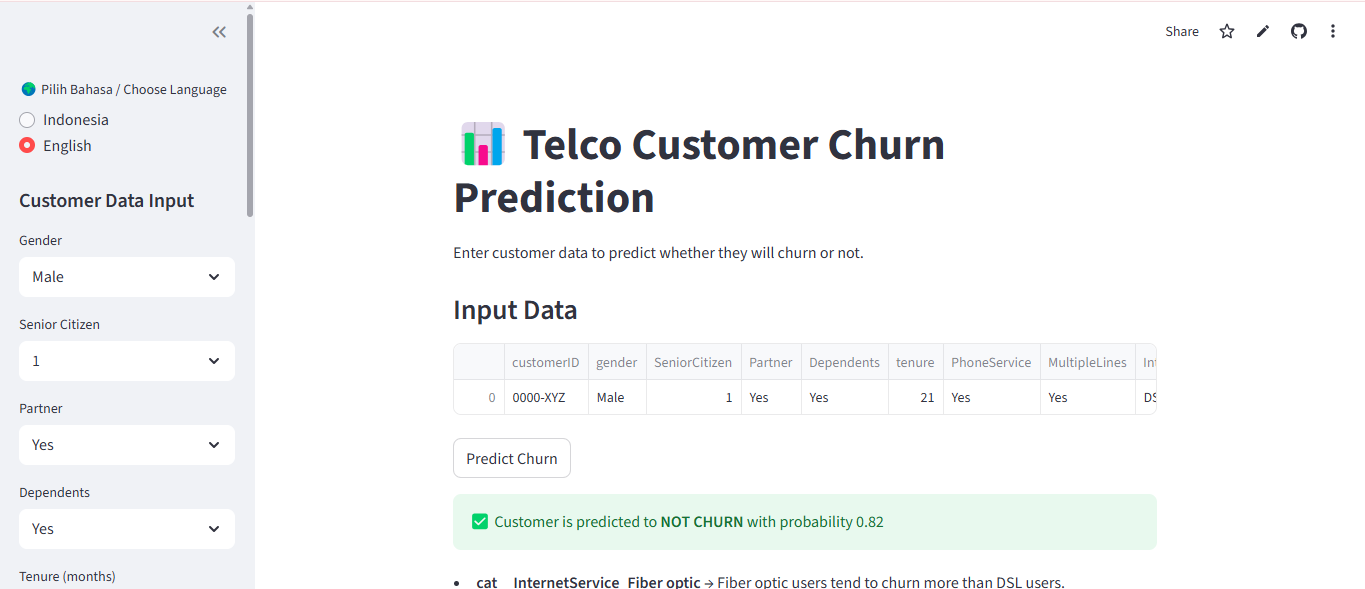 Share
Pilih Bahasa / Choose Language
Indonesia
English
Customer Data Input
Gender
Male
Senior Citizen
1
Partner
Yes
Dependents
Yes
Tenure (months)
Telco Customer Churn
Prediction
Enter customer data to predict whether they will churn or not.
Input Data
customerID gender SeniorCitizen Partner Dependents tenure PhoneService MultipleLines
0 0000-XYZ Male 1 Yes Yes 21 Yes Yes
Predict Churn
Customer is predicted to NOT CHURN with probability 0.82
• cat__InternetService_Fiber optic → Fiber optic users tend to churn more than DSL users.